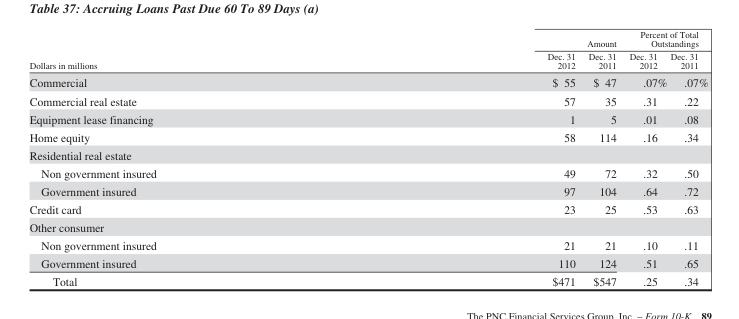 Table 37: Accruing Loans Past Due 60 To 89 Days (a)
Amount Percent of Total Outstandings
Dollars in millions Dec. 31 2012 Dec. 31 2011 Dec. 31 2012 Dec. 31 2011
Commercial $ 55 $ 47 .07% .07%
Commercial real estate 57 35 .31 .22
Equipment lease financing 1 5 .01 .08
Home equity 58 114 .16 .34
Residential real estate
Non government insured 49 72 .32 .50
Government insured 97 104 .64 .72
Credit card 23 25 .53 .63
Other consumer
Non government insured 21 21 .10 .11
Government insured 110 124 .51 .65
Total $471 $547 .25 .34
The PNC Financial Services Group, Inc. – Form 10-K 89